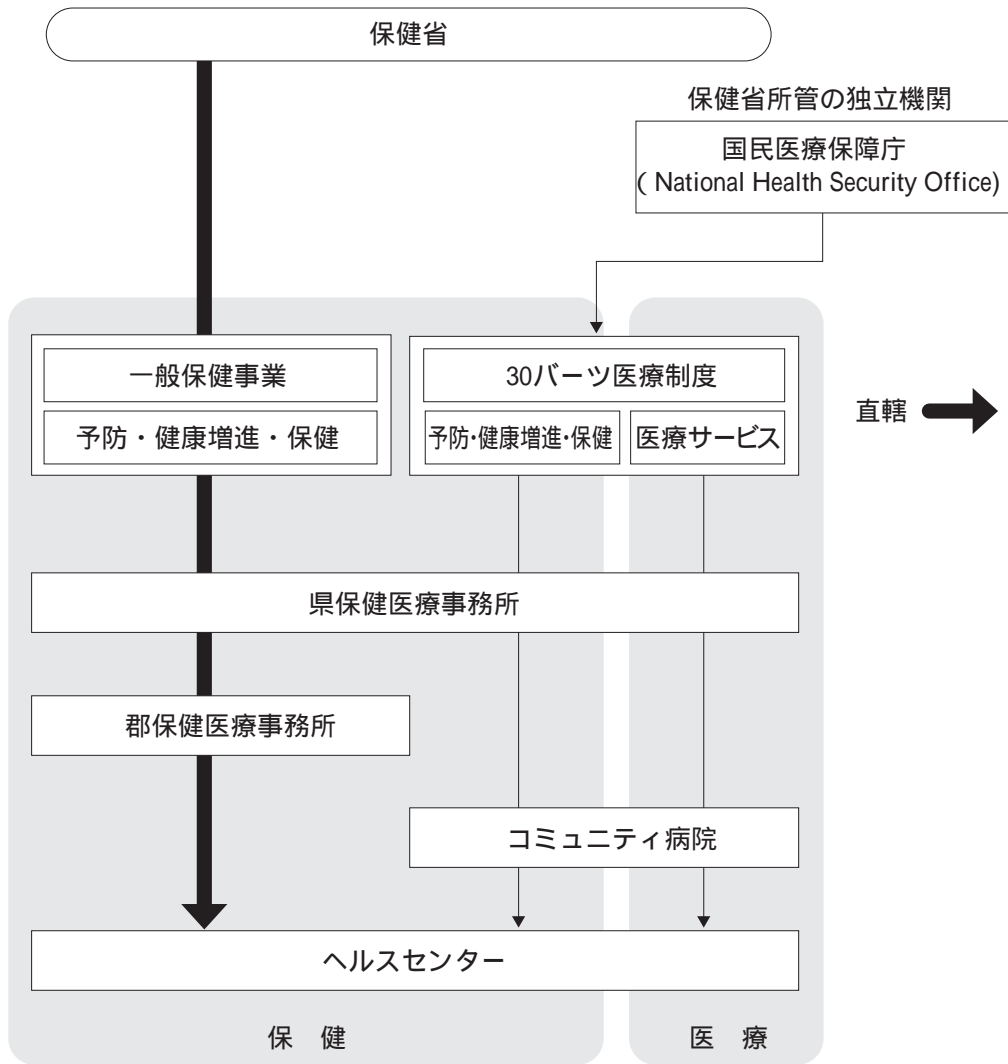 保健省
保健省所管の独立機関
国民医療保障庁
( National Health Security Office)
一般保健事業
予防・健康増進・保健
30バーツ医療制度
予防・健康増進・保健
医療サービス
直轄
県保健医療事務所
郡保健医療事務所
コミュニティ病院
ヘルスセンター
保 健
医 療